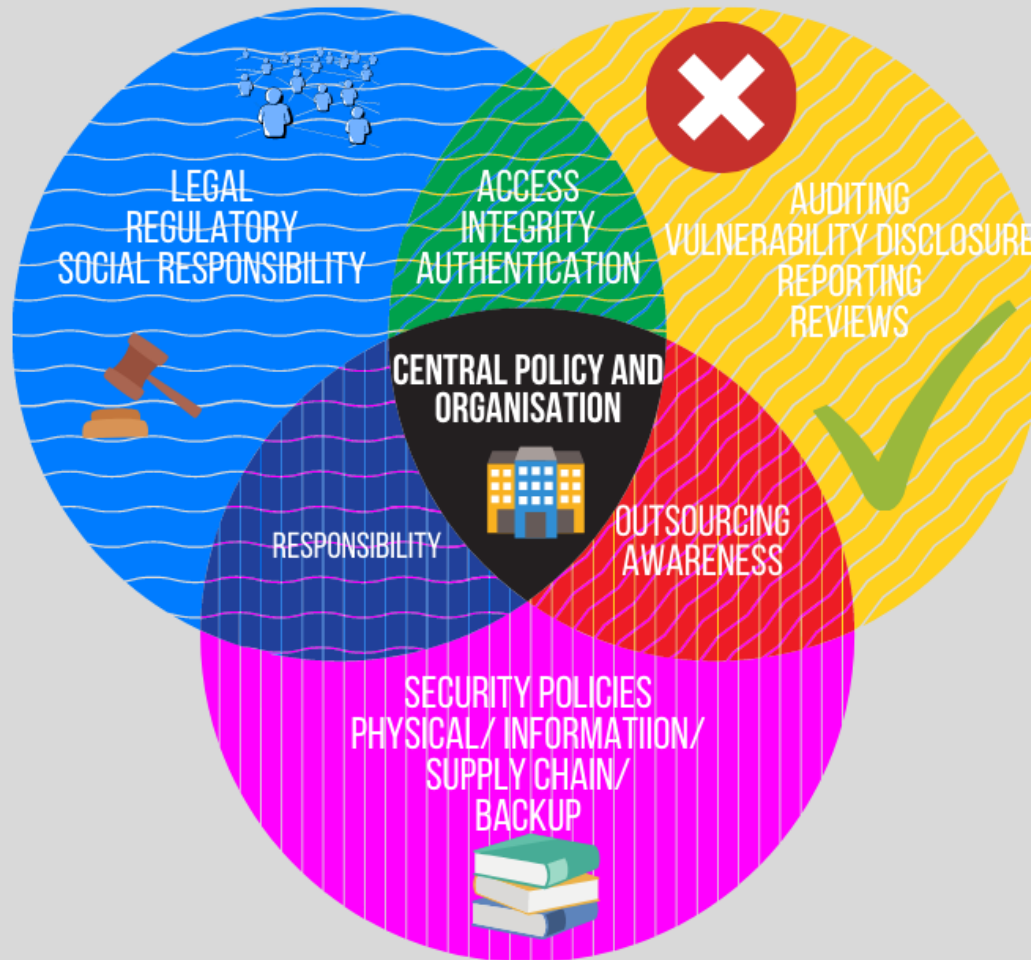 LEGAL
REGULATORY
SOCIAL RESPONSIBILITY
ACCESS
INTEGRITY
AUTHENTICATION
AUDITING
VULNERABILITY DISCLOSURE
REPORTING
REVIEWS
CENTRAL POLICY AND
ORGANISATION
RESPONSIBILITY
OUTSOURCING
AWARENESS
SECURITY POLICIES
PHYSICAL/ INFORMATIION/
SUPPLY CHAIN/
BACKUP